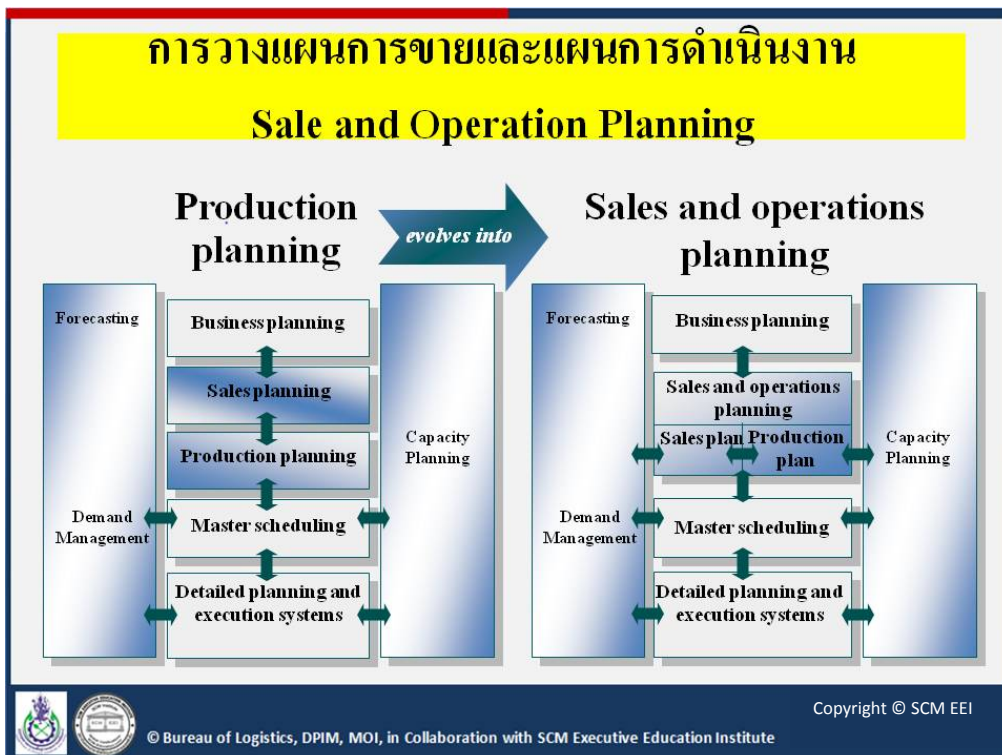 การวางแผนการขายและแผนการดำเนินงาน
Sale and Operation Planning
Production
planning
evolves into
Sales and operations
planning
Forecasting
Business planning
Sales planning
Production planning
Capacity
Planning
Demand
Management
Master scheduling
Detailed planning and
execution systems
Forecasting
Business planning
Sales and operations
planning
Sales plan
Production
plan
Capacity
Planning
Demand
Management
Master scheduling
Detailed planning and
execution systems
Copyright © SCM EEI
© Bureau of Logistics, DPIM, MOI, in Collaboration with SCM Executive Education Institute